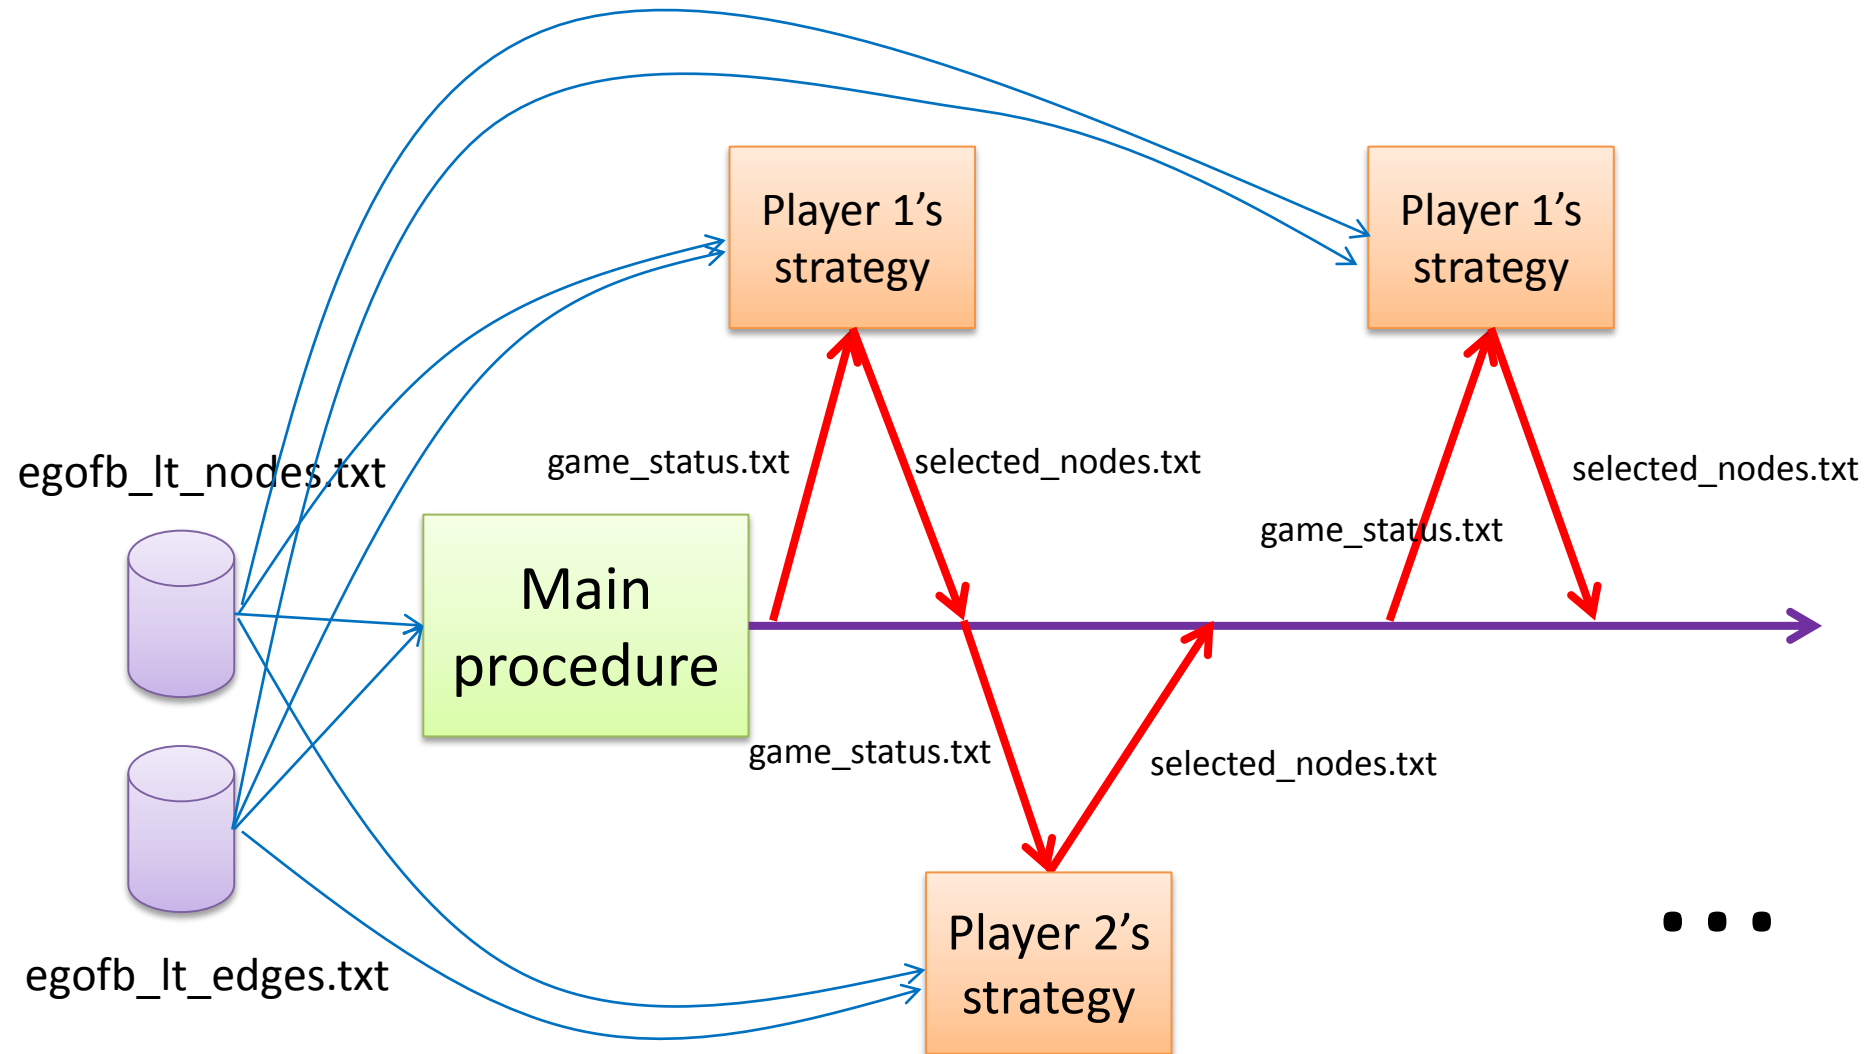 Player 1’s
strategy
Player 1’s
strategy
egofb_lt_nodes.txt
game_status.txt
selected_nodes.txt
selected_nodes.txt
game_status.txt
Main
procedure
game_status.txt
selected_nodes.txt
egofb_lt_edges.txt
Player 2’s
strategy
...